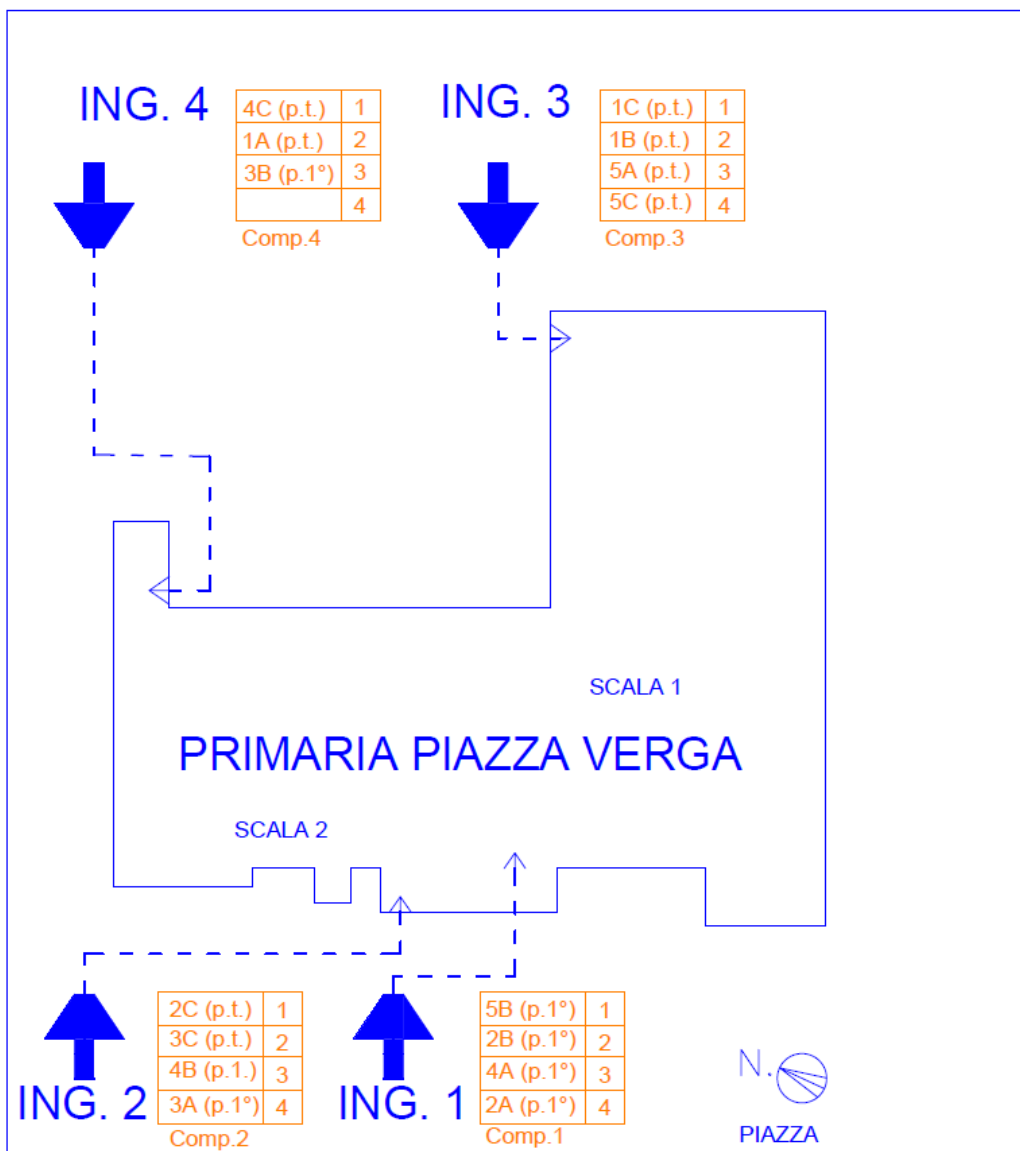 ING. 4
4C (p.t.) 1
1A (p.t.) 2
3B (p.1°) 3
4
Comp.4
ING. 3
1C (p.t.) 1
1B (p.t.) 2
5A (p.t.) 3
5C (p.t.) 4
Comp.3
SCALA 1
PRIMARIA PIAZZA VERGA
SCALA 2
ING. 2
2C (p.t.) 1
3C (p.t.) 2
4B (p.1.) 3
3A (p.1°) 4
Comp.2
ING. 1
5B (p.1°) 1
2B (p.1°) 2
4A (p.1°) 3
2A (p.1°) 4
Comp.1
N.
PIAZZA